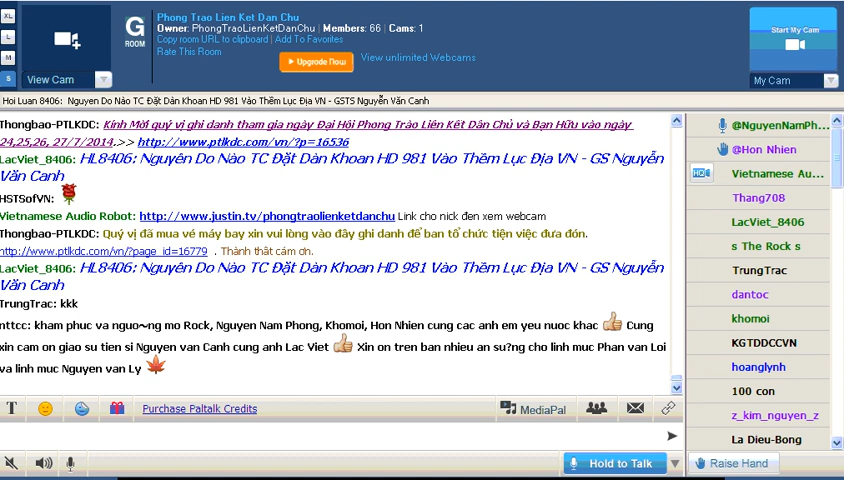 XL
L
M
S
View Cam
G
ROOM
Phong Trao Lien Ket Dan Chu
Owner: PhongTraoLienKetDanChu | Members: 66 | Cams: 1
Copy room URL to clipboard | Add To Favorites
Rate This Room
Upgrade Now
View unlimited Webcams
Start My Cam
My Cam
Hoi Luan 8406: Nguyen Do Nào TC Đặt Dàn Khoan HD 981 Vào Thềm Lục Địa VN - GSTS Nguyễn Văn Canh
Thongbao-PTLKDC: Kính Mời quý vị ghi danh tham gia ngày Đại Hội Phong Trào Liên Kết Dân Chủ và Bạn Hữu vào ngày
24,25,26, 27/7/2014.>> http://www.ptlkdc.com/vn/?p=16536
LacViet_8406: HL8406: Nguyên Do Nào TC Đặt Dàn Khoan HD 981 Vào Thềm Lục Địa VN - GS Nguyễn
Văn Canh
HSTSofVN:
Vietnamese Audio Robot: http://www.justin.tv/phongtraolienketdanchu Link cho nick đen xem webcam
Thongbao-PTLKDC: Quý vị đã mua vé máy bay xin vui lòng vào đây ghi danh để ban tổ chức tiện việc đưa đón.
http://www.ptlkdc.com/vn/?page_id=16779 . Thành thật cám ơn.
LacViet_8406: HL8406: Nguyên Do Nào TC Đặt Dàn Khoan HD 981 Vào Thềm Lục Địa VN - GS Nguyễn
Văn Canh
TrungTrac: kkk
nttcc: kham phuc va nguo~ng mo Rock, Nguyen Nam Phong, Khomoi, Hon Nhien cung cac anh em yeu nuoc khac Cung
xin cam on giao su tien si Nguyen van Canh cung anh Lac Viet Xin on tren ban nhieu an su?ng cho linh muc Phan van Loi
va linh muc Nguyen van Ly
@NguyenNamPh...
@Hon Nhien
HQ
Vietnamese Au...
Thang708
LacViet_8406
s The Rock s
TrungTrac
dantoc
khomoi
KGTDDCCVN
hoanglynh
100 con
z_kim_nguyen_z
La Dieu-Bong
T
Purchase Paltalk Credits
MediaPal
Hold to Talk
Raise Hand